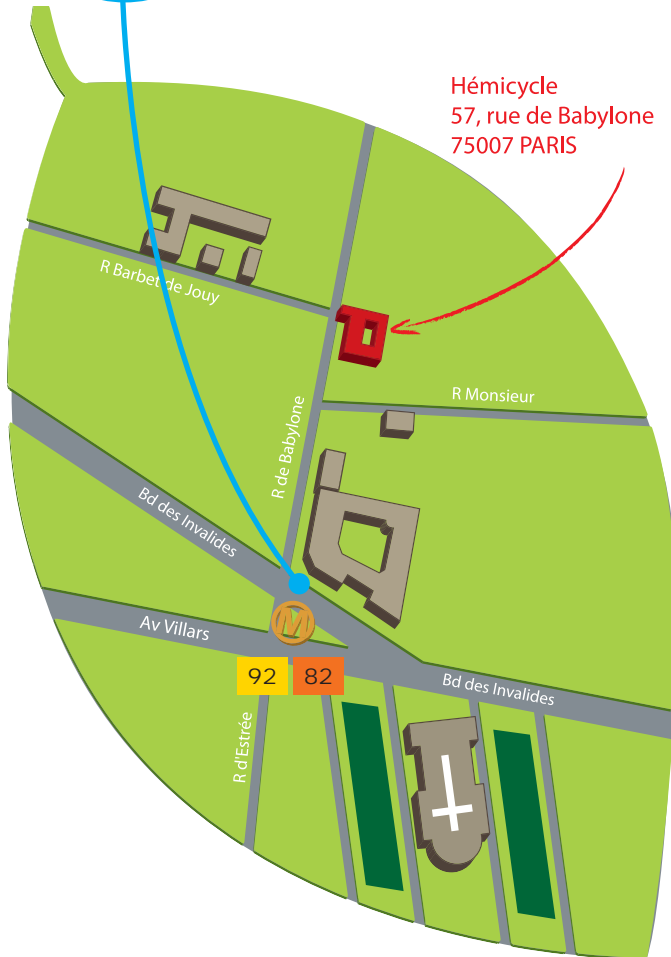 Hémicycle
57, rue de Babylone
75007 PARIS
R Barbet de Jouy
R Monsieur
R de Babylone
Bd des Invalides
Av Villars
M
92
82
Bd des Invalides
R d'Estrée